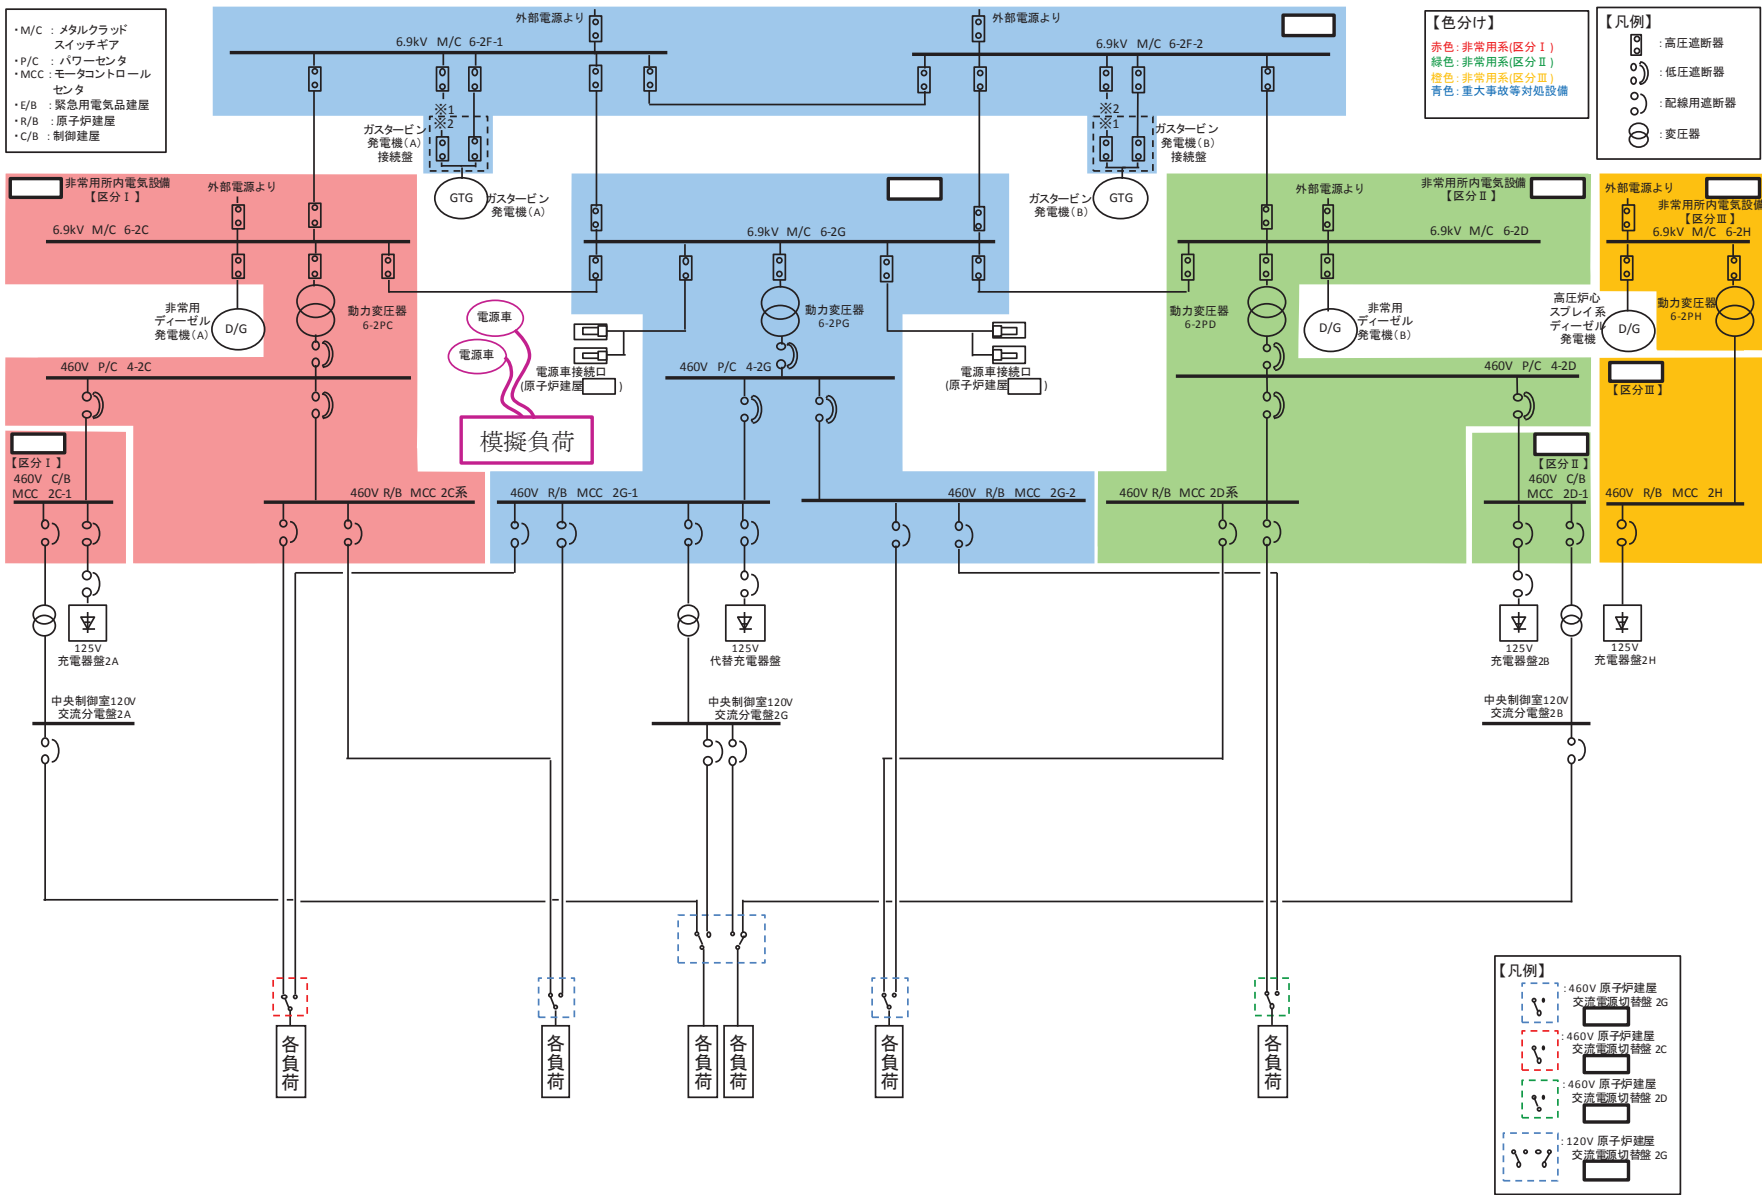 ・M/C ： メタルクラッド
スイッチギア
・P/C ： パワーセンタ
・MCC：モータコントロール
センタ
・E/B ：緊急用電気品建屋
・R/B ：原子炉建屋
・C/B ：制御建屋
外部電源より
外部電源より
6.9kV M/C 6-2F-1
6.9kV M/C 6-2F-2
※1
※2
※2
※1
ガスタービン
発電機(A)
接続盤
ガスタービン
発電機(B)
接続盤
GTG
ガスタービン
発電機(A)
ガスタービン
発電機(B)
GTG
【色分け】
赤色：非常用系(区分Ⅰ)
緑色：非常用系(区分Ⅱ)
橙色：非常用系(区分Ⅲ)
青色：重大事故等対処設備
【凡例】
：高圧遮断器
：低圧遮断器
：配線用遮断器
：変圧器
非常用所内電気設備
【区分Ⅰ】
外部電源より
6.9kV M/C 6-2C
非常用
ディーゼル
発電機(A)
D/G
動力変圧器
6-2PC
460V P/C 4-2C
【区分Ⅰ】
460V C/B
MCC 2C-1
460V R/B MCC 2C系
6.9kV M/C 6-2G
電源車
電源車
模擬負荷
動力変圧器
6-2PG
電源車接続口
(原子炉建屋 )
電源車接続口
(原子炉建屋 )
460V P/C 4-2G
460V R/B MCC 2G-1
460V R/B MCC 2G-2
外部電源より
非常用所内電気設備
【区分Ⅱ】
6.9kV M/C 6-2D
動力変圧器
6-2PD
D/G
非常用
ディーゼル
発電機(B)
460V P/C 4-2D
460V R/B MCC 2D系
【区分Ⅱ】
460V C/B
MCC 2D-1
外部電源より
非常用所内電気設備
【区分Ⅲ】
6.9kV M/C 6-2H
高圧炉心
スプレイ系
ディーゼル
発電機
D/G
動力変圧器
6-2PH
【区分Ⅲ】
460V R/B MCC 2H
125V
充電器盤2A
125V
代替充電器盤
125V
充電器盤2B
125V
充電器盤2H
中央制御室120V
交流分電盤2A
中央制御室120V
交流分電盤2G
中央制御室120V
交流分電盤2B
各負荷
各負荷
各負荷
各負荷
各負荷
各負荷
【凡例】
：460V 原子炉建屋
交流電源切替盤 2G
：460V 原子炉建屋
交流電源切替盤 2C
：460V 原子炉建屋
交流電源切替盤 2D
：120V 原子炉建屋
交流電源切替盤 2G